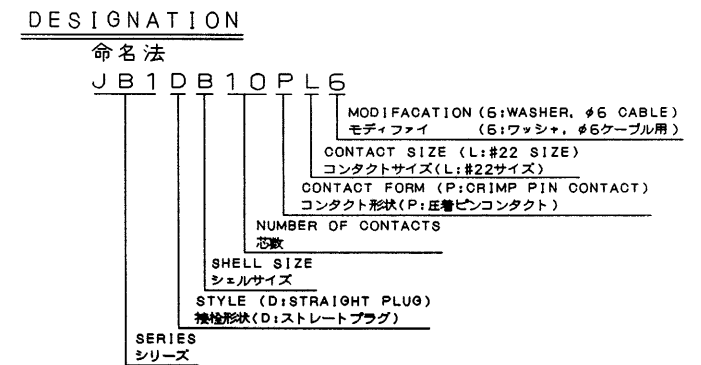 DESIGNATION
命名法
JB1DB10PL6
MODIFACATION (6:WASHER, φ6 CABLE)
モディファイ (6:ワッシャ, φ6ケーブル用)
CONTACT SIZE (L:#22 SIZE)
コンタクトサイズ(L:#22サイズ)
CONTACT FORM (P:CRIMP PIN CONTACT)
コンタクト形状(P:圧着ピンコンタクト)
NUMBER OF CONTACTS
芯数
SHELL SIZE
シェルサイズ
STYLE (D:STRAIGHT PLUG)
接栓形状(D:ストレートプラグ)
SERIES
シリーズ